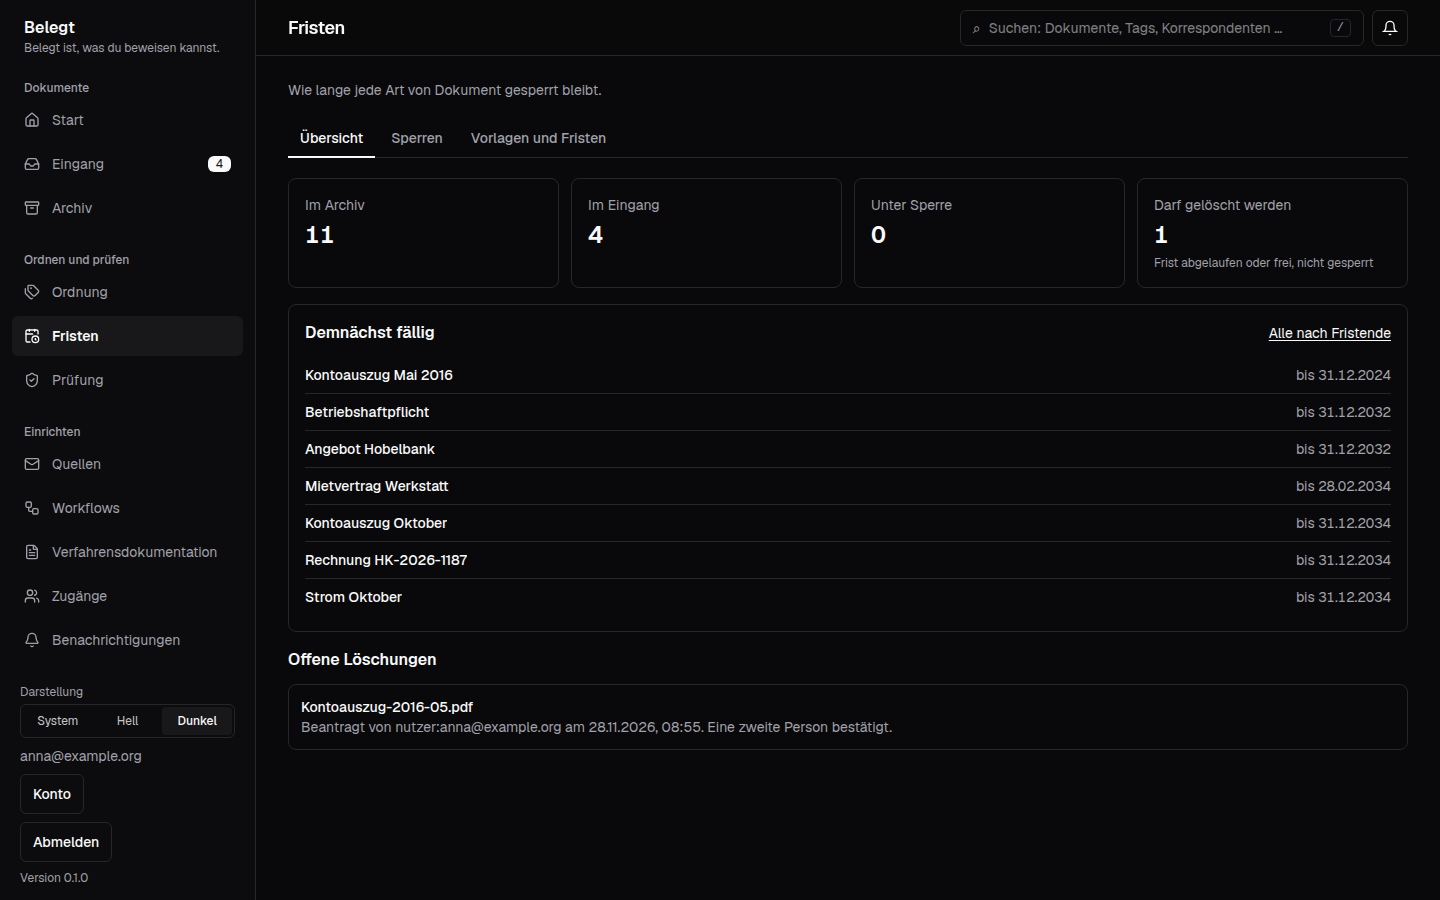 Belegt
Belegt ist, was du beweisen kannst.
Dokumente
Start
Eingang 4
Archiv
Ordnen und prüfen
Ordnung
Fristen
Prüfung
Einrichten
Quellen
Workflows
Verfahrensdokumentation
Zugänge
Benachrichtigungen
Darstellung
System Hell Dunkel
anna@example.org
Konto
Abmelden
Version 0.1.0
Fristen
Suchen: Dokumente, Tags, Korrespondenten … /
Wie lange jede Art von Dokument gesperrt bleibt.
Übersicht Sperren Vorlagen und Fristen
Im Archiv
11
Im Eingang
4
Unter Sperre
0
Darf gelöscht werden
1
Frist abgelaufen oder frei, nicht gesperrt
Demnächst fällig Alle nach Fristende
Kontoauszug Mai 2016 bis 31.12.2024
Betriebshaftpflicht bis 31.12.2032
Angebot Hobelbank bis 31.12.2032
Mietvertrag Werkstatt bis 28.02.2034
Kontoauszug Oktober bis 31.12.2034
Rechnung HK-2026-1187 bis 31.12.2034
Strom Oktober bis 31.12.2034
Offene Löschungen
Kontoauszug-2016-05.pdf
Beantragt von nutzer:anna@example.org am 28.11.2026, 08:55. Eine zweite Person bestätigt.